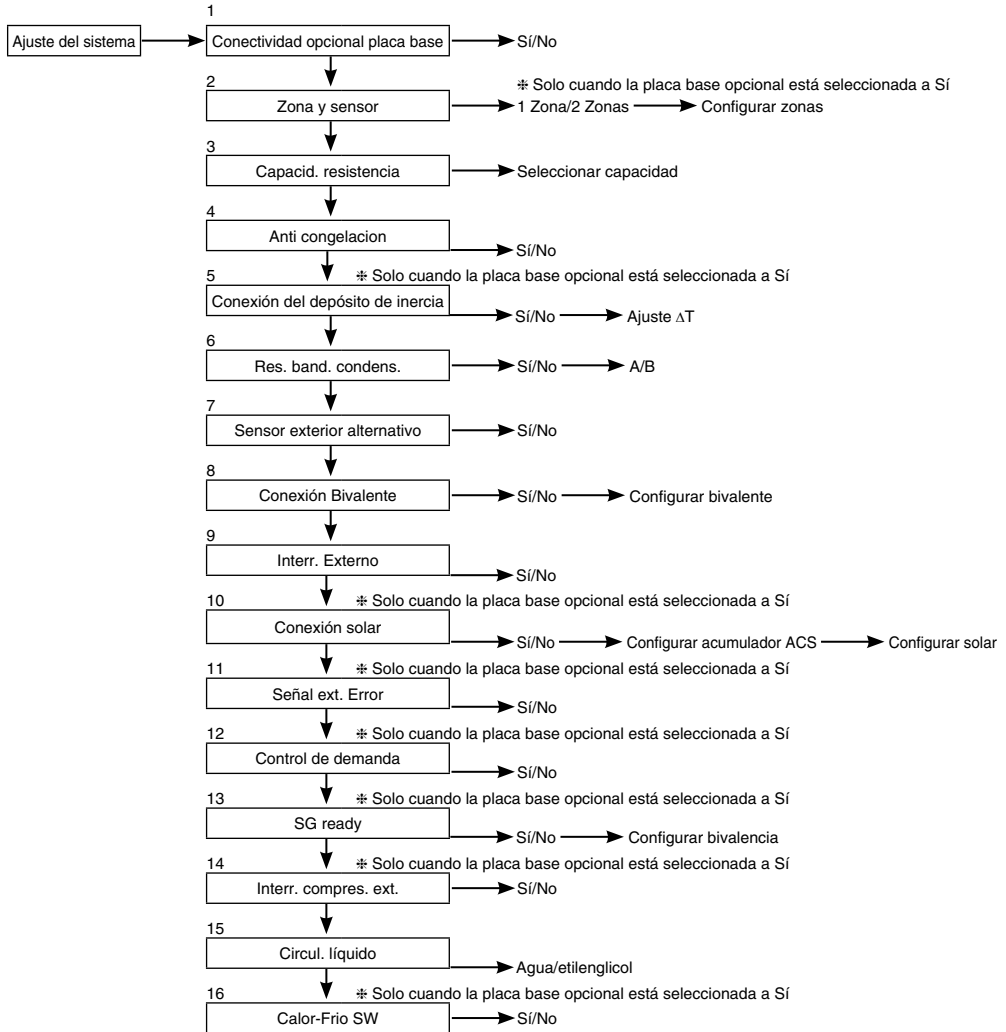 1
Ajuste del sistema
Conectividad opcional placa base
Sí/No
2
※ Solo cuando la placa base opcional está seleccionada a Sí
Zona y sensor
1 Zona/2 Zonas
Configurar zonas
3
Capacid. resistencia
Seleccionar capacidad
4
Anti congelacion
Sí/No
5
※ Solo cuando la placa base opcional está seleccionada a Sí
Conexión del depósito de inercia
Sí/No
Ajuste ΔT
6
Res. band. condens.
Sí/No
A/B
7
Sensor exterior alternativo
Sí/No
8
Conexión Bivalente
Sí/No
Configurar bivalente
9
Interr. Externo
Sí/No
10
※ Solo cuando la placa base opcional está seleccionada a Sí
Conexión solar
Sí/No
Configurar acumulador ACS
Configurar solar
11
※ Solo cuando la placa base opcional está seleccionada a Sí
Señal ext. Error
Sí/No
12
※ Solo cuando la placa base opcional está seleccionada a Sí
Control de demanda
Sí/No
13
※ Solo cuando la placa base opcional está seleccionada a Sí
SG ready
Sí/No
Configurar bivalencia
14
※ Solo cuando la placa base opcional está seleccionada a Sí
Interr. compres. ext.
Sí/No
15
Circul. líquido
Agua/etilenglicol
16
※ Solo cuando la placa base opcional está seleccionada a Sí
Calor-Frio SW
Sí/No